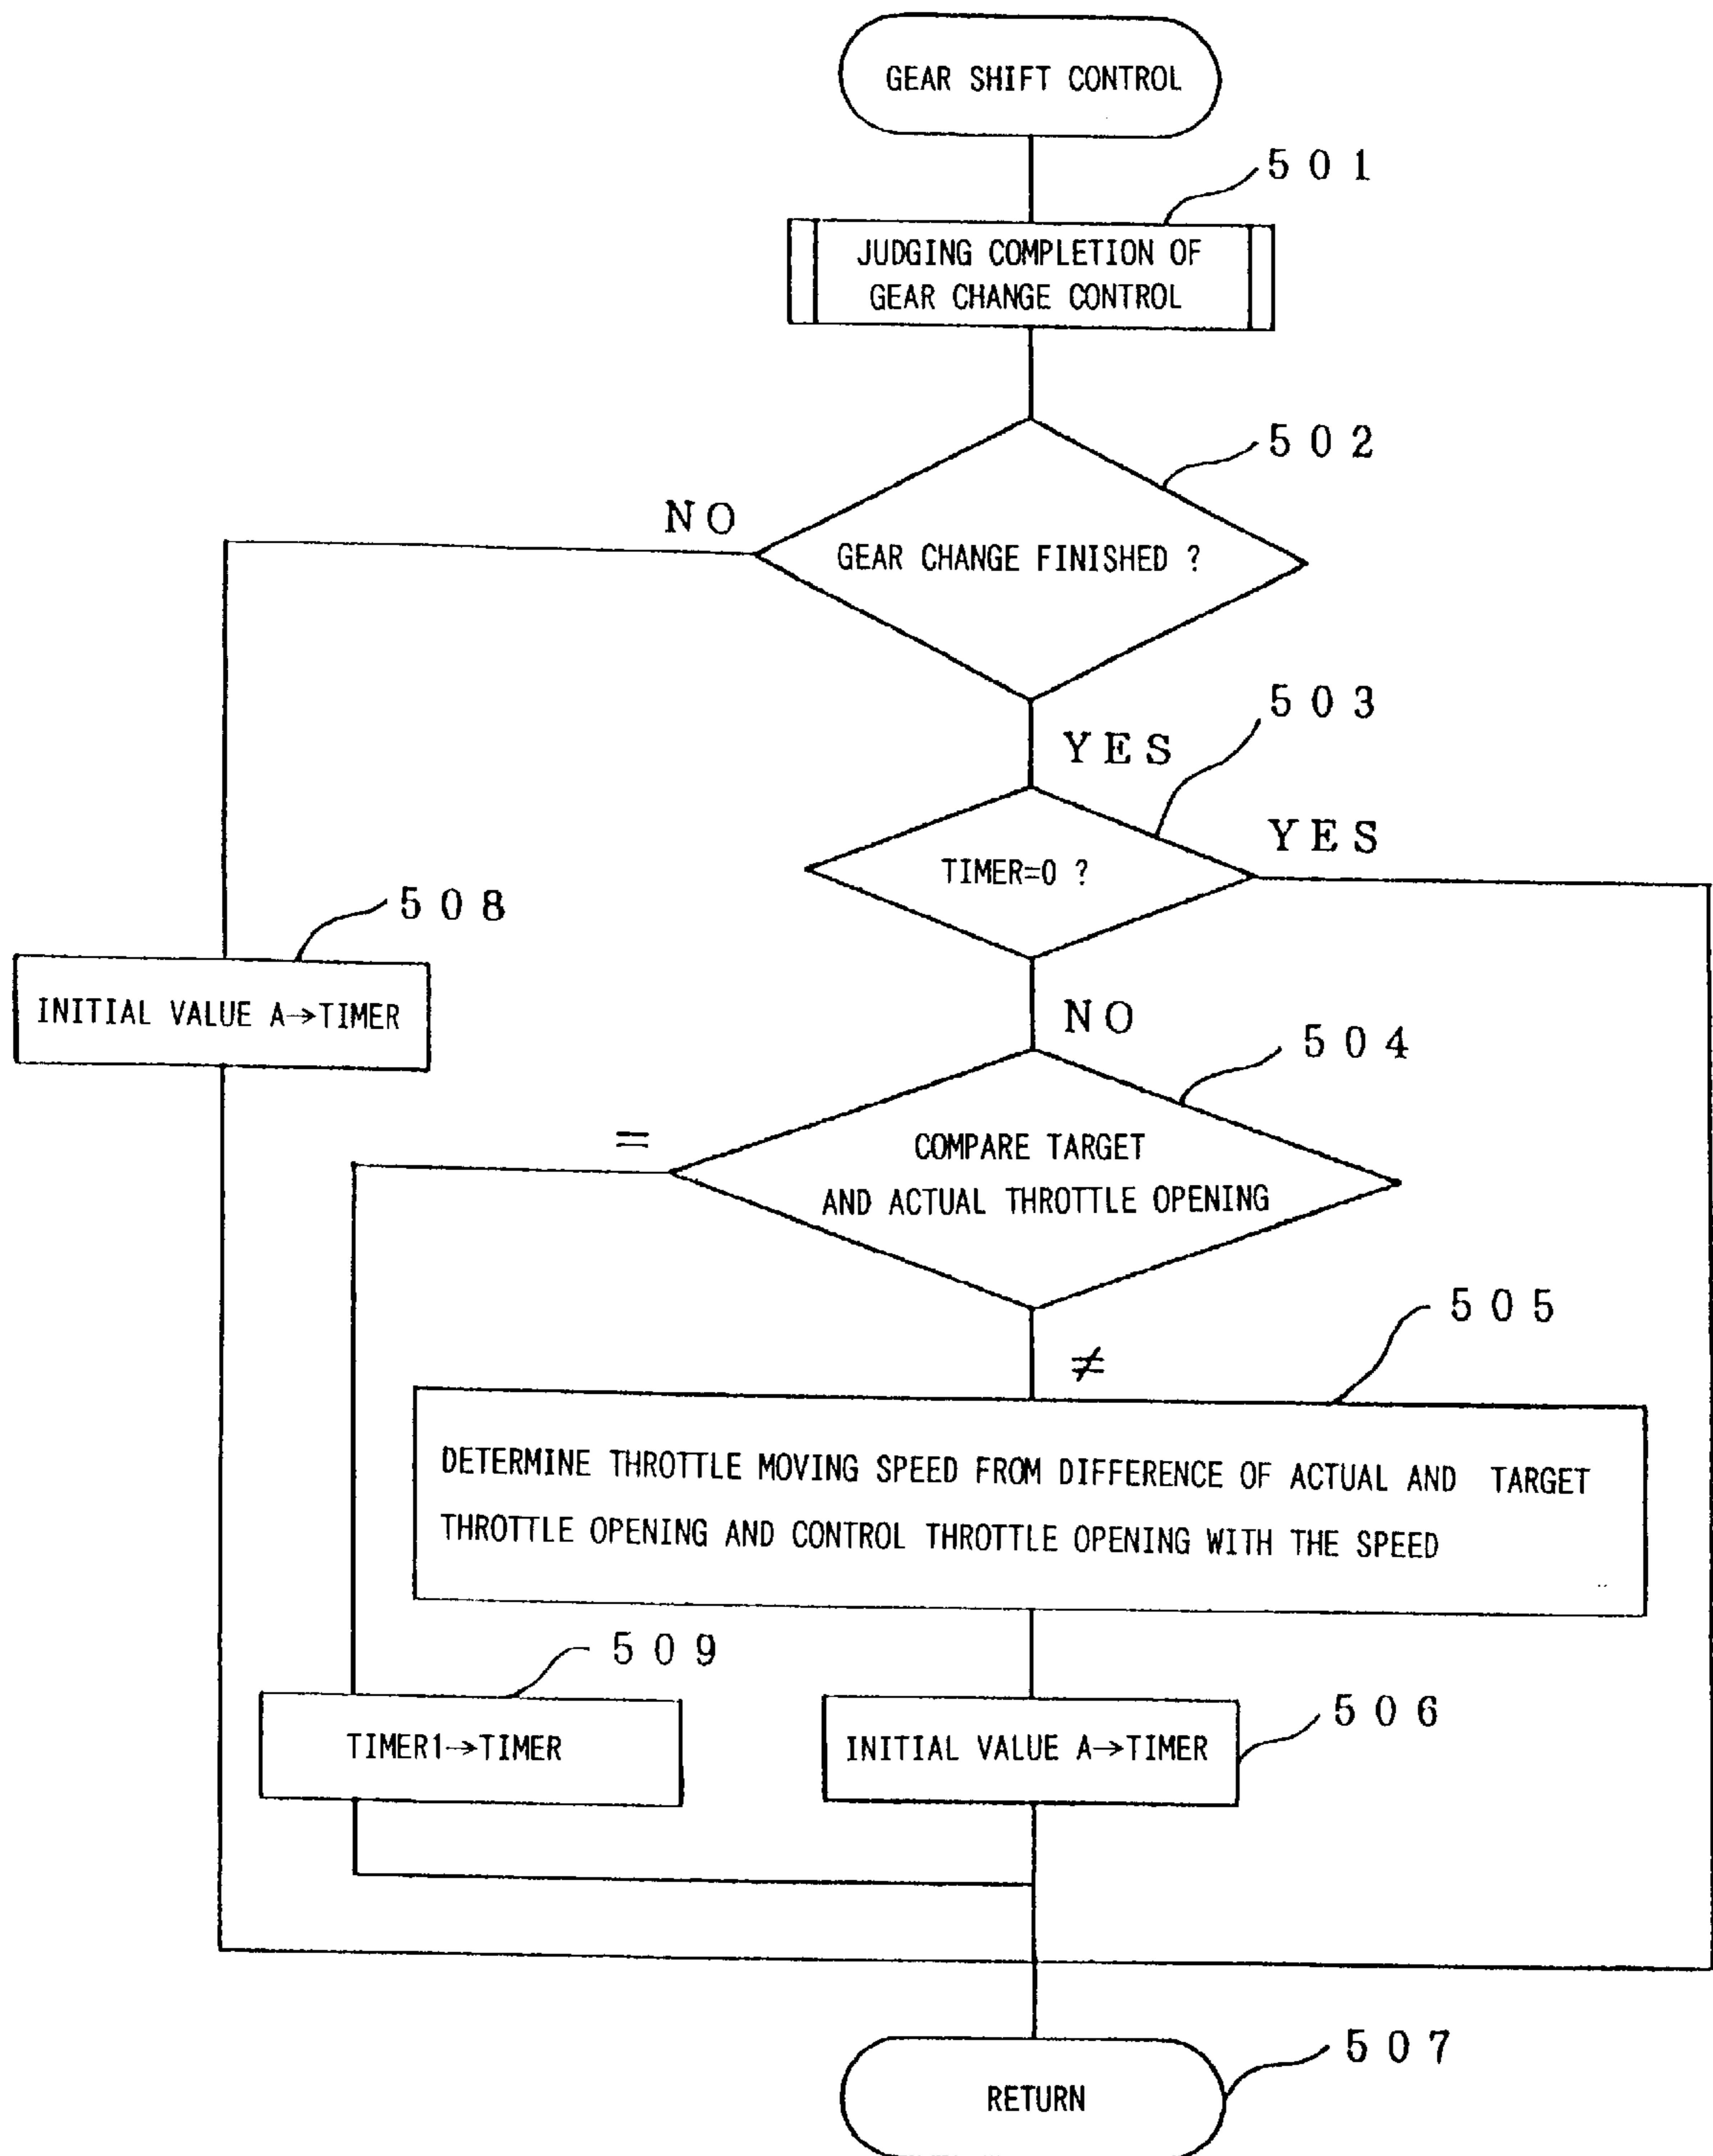 GEAR SHIFT CONTROL
501
JUDGING COMPLETION OF
GEAR CHANGE CONTROL
502
NO
GEAR CHANGE FINISHED ?
503
YES
YES
TIMER=0 ?
508
INITIAL VALUE A→TIMER
NO
504
=
COMPARE TARGET
AND ACTUAL THROTTLE OPENING
505
≠
DETERMINE THROTTLE MOVING SPEED FROM DIFFERENCE OF ACTUAL AND TARGET
THROTTLE OPENING AND CONTROL THROTTLE OPENING WITH THE SPEED
509
TIMER1→TIMER
506
INITIAL VALUE A→TIMER
507
RETURN